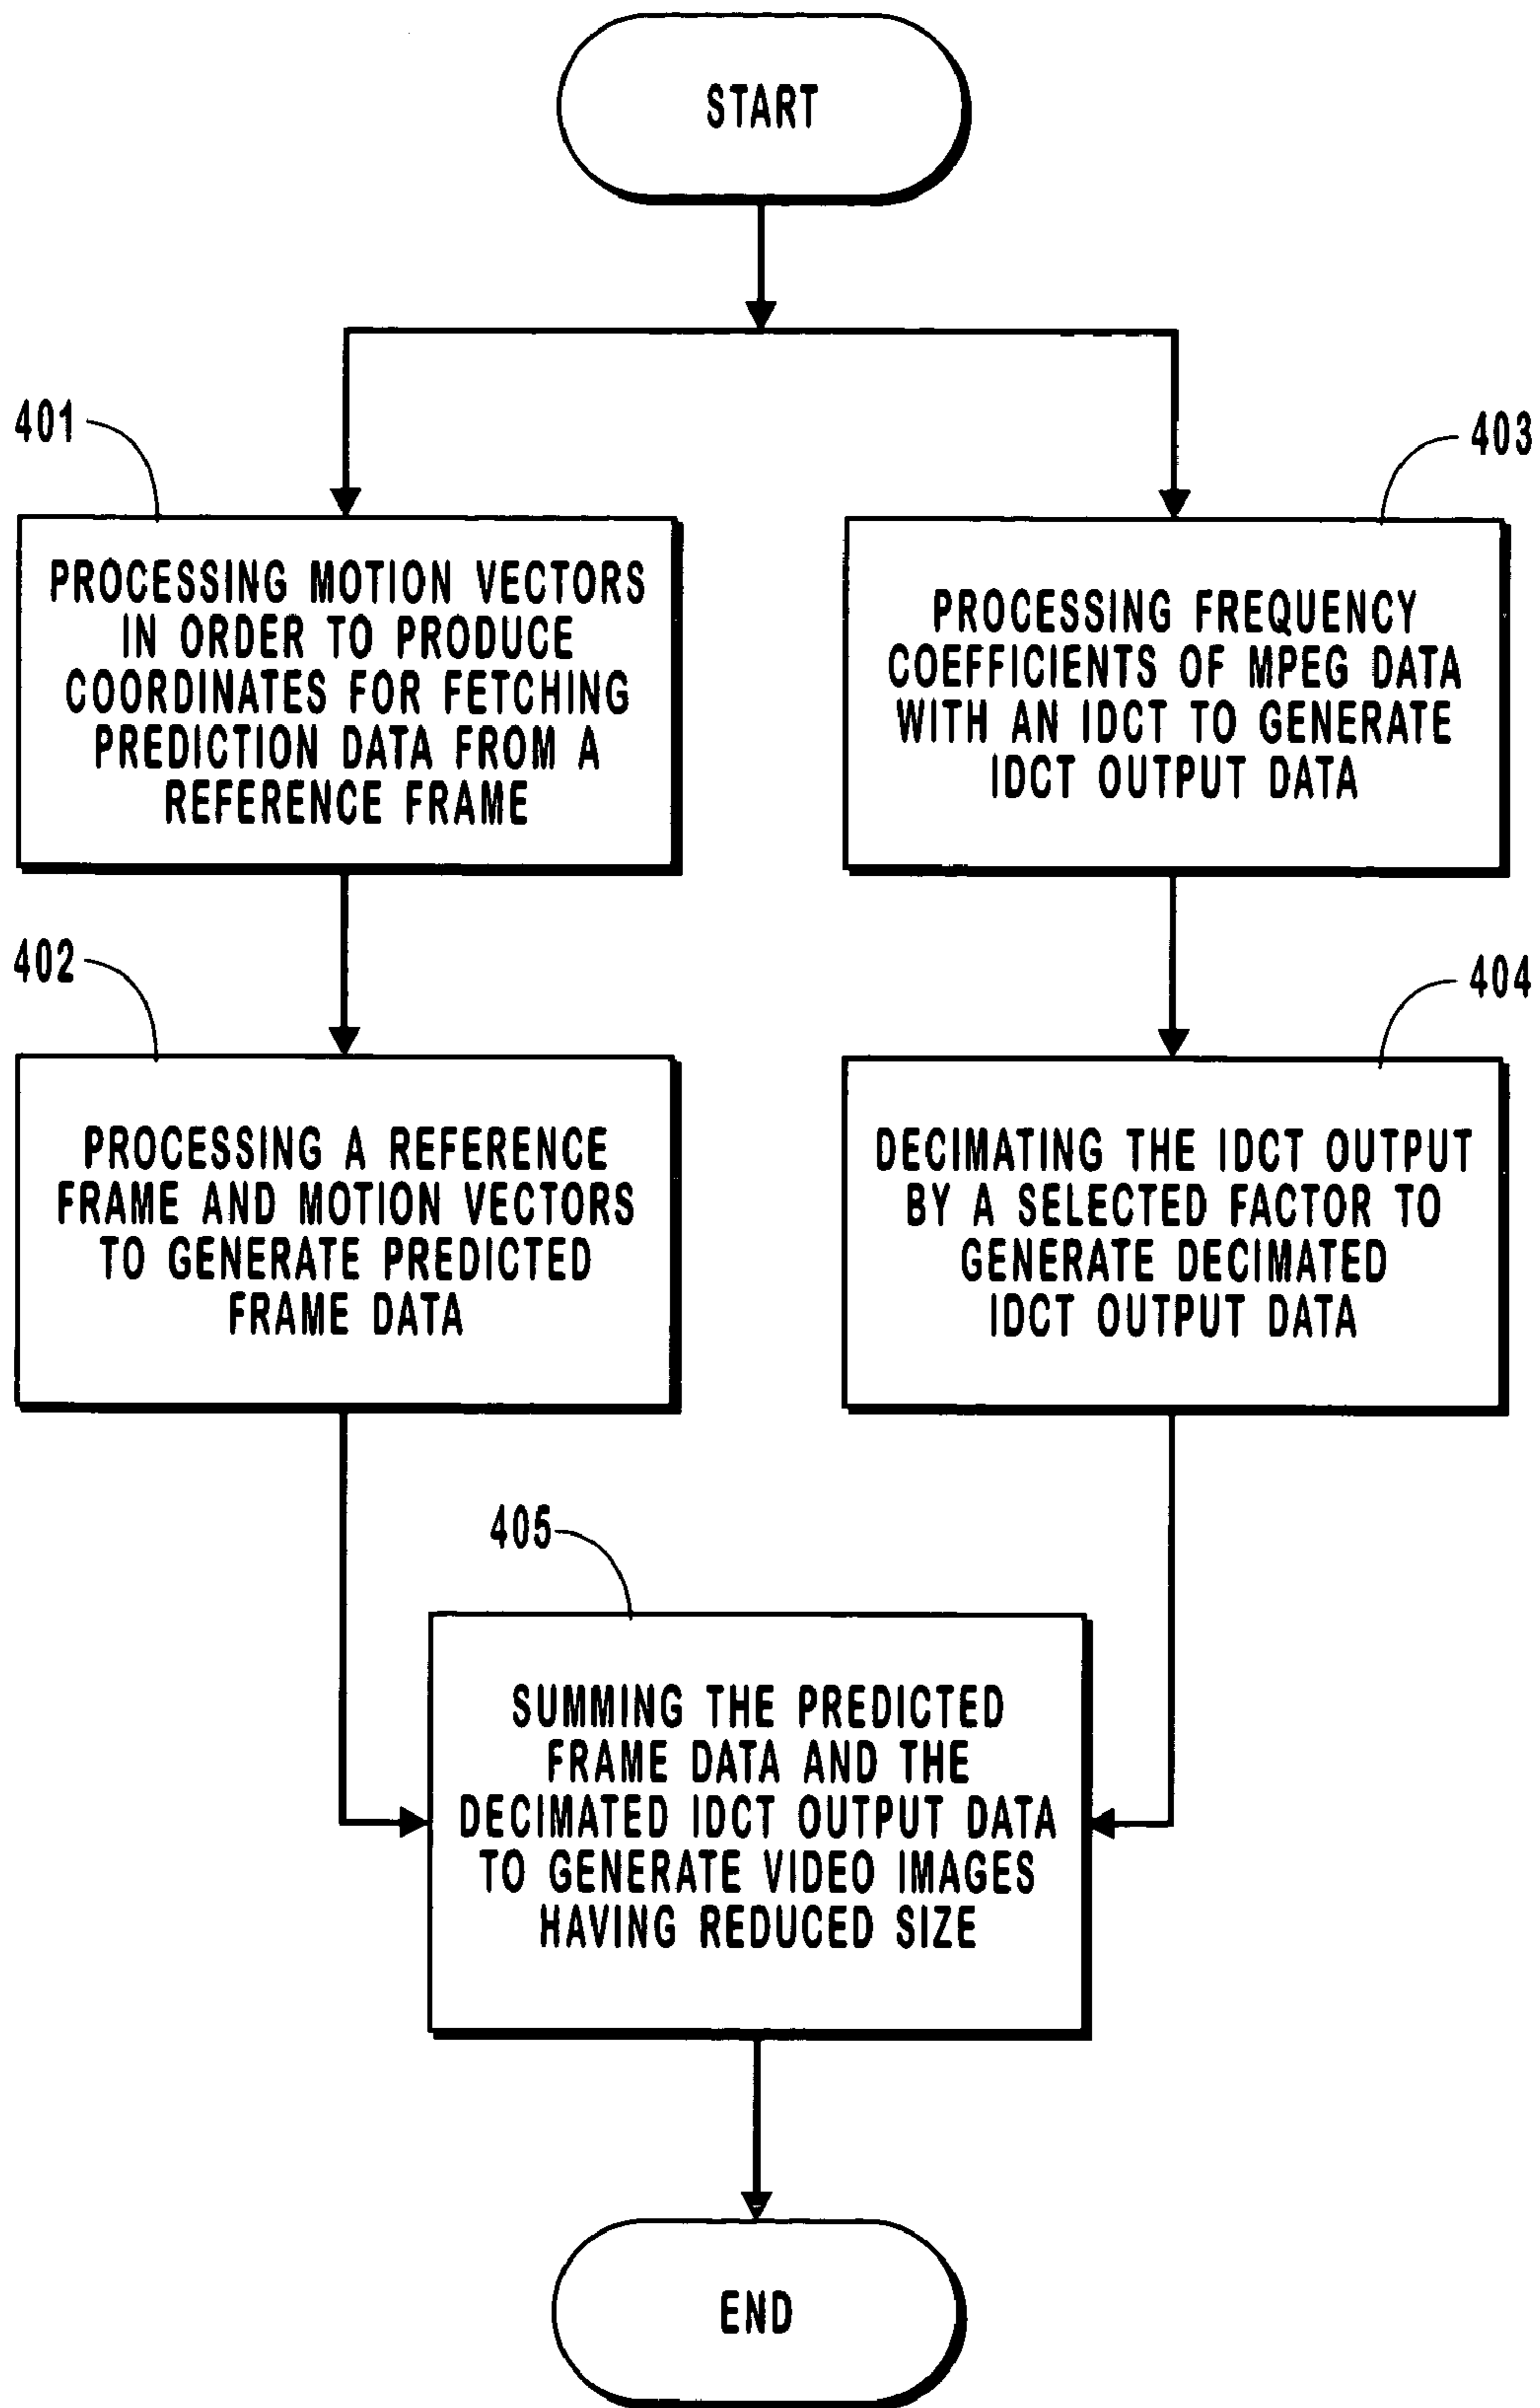 START
401
PROCESSING MOTION VECTORS
IN ORDER TO PRODUCE
COORDINATES FOR FETCHING
PREDICTION DATA FROM A
REFERENCE FRAME
403
PROCESSING FREQUENCY
COEFFICIENTS OF MPEG DATA
WITH AN IDCT TO GENERATE
IDCT OUTPUT DATA
402
PROCESSING A REFERENCE
FRAME AND MOTION VECTORS
TO GENERATE PREDICTED
FRAME DATA
404
DECIMATING THE IDCT OUTPUT
BY A SELECTED FACTOR TO
GENERATE DECIMATED
IDCT OUTPUT DATA
405
SUMMING THE PREDICTED
FRAME DATA AND THE
DECIMATED IDCT OUTPUT DATA
TO GENERATE VIDEO IMAGES
HAVING REDUCED SIZE
END